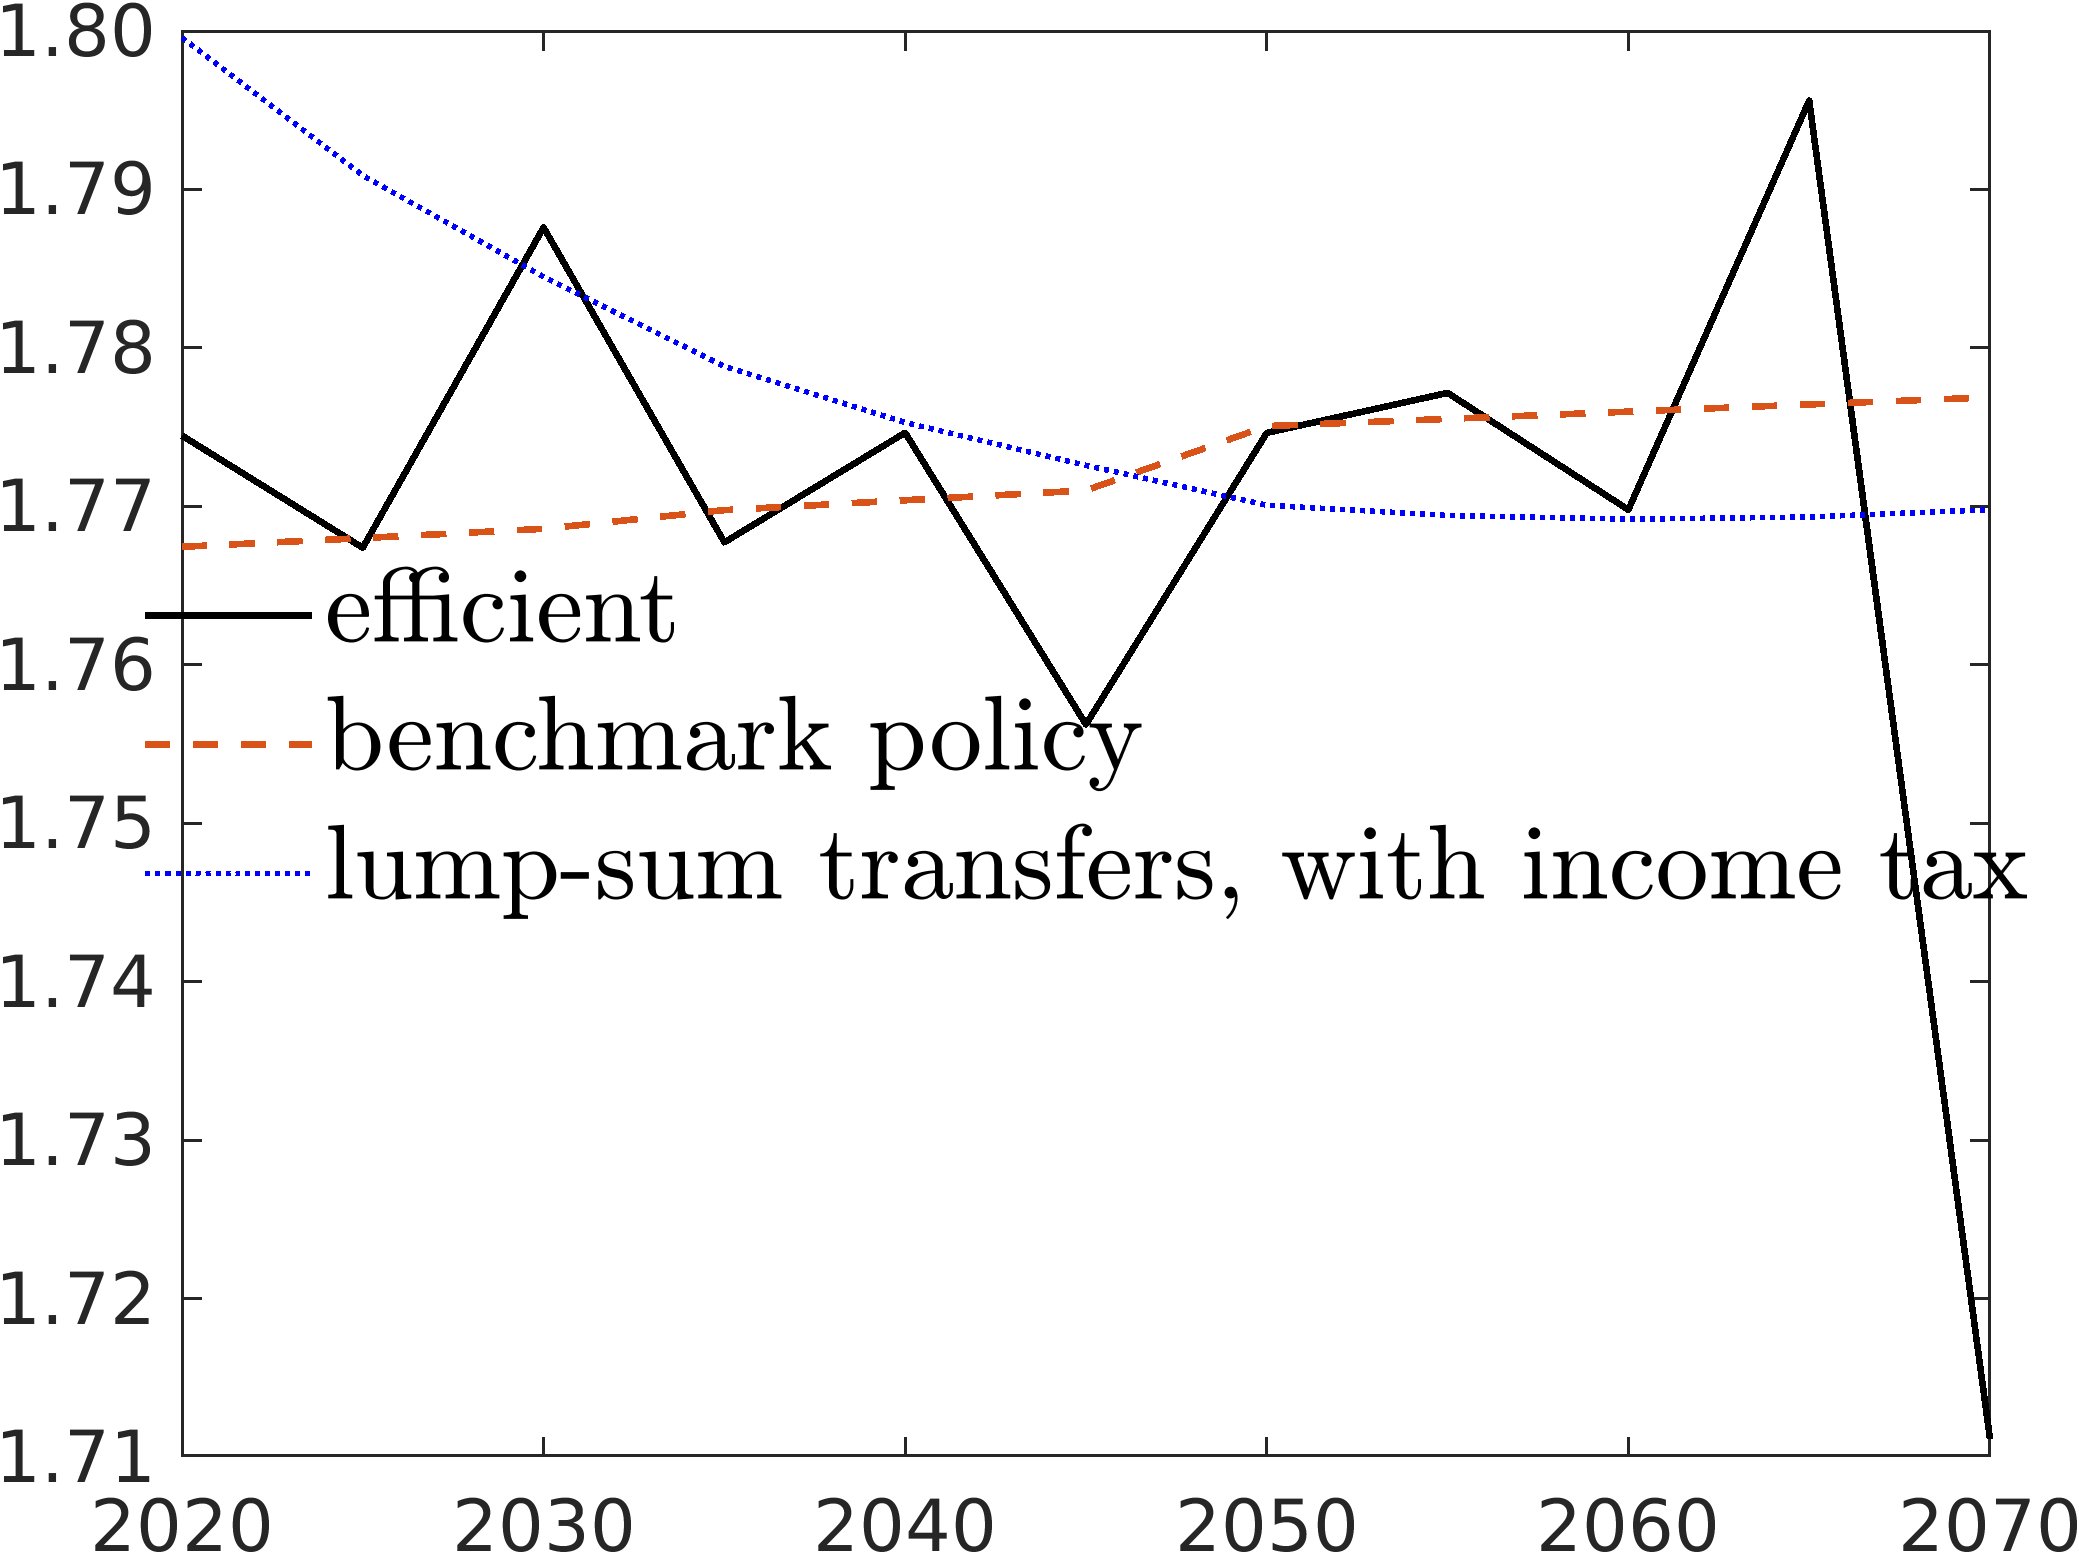 1.80
1.79
1.78
1.77
efficient
1.76
benchmark policy
1.75
lump-sum transfers, with income tax
1.74
1.73
1.72
1.71
2020 2030 2040 2050 2060 2070